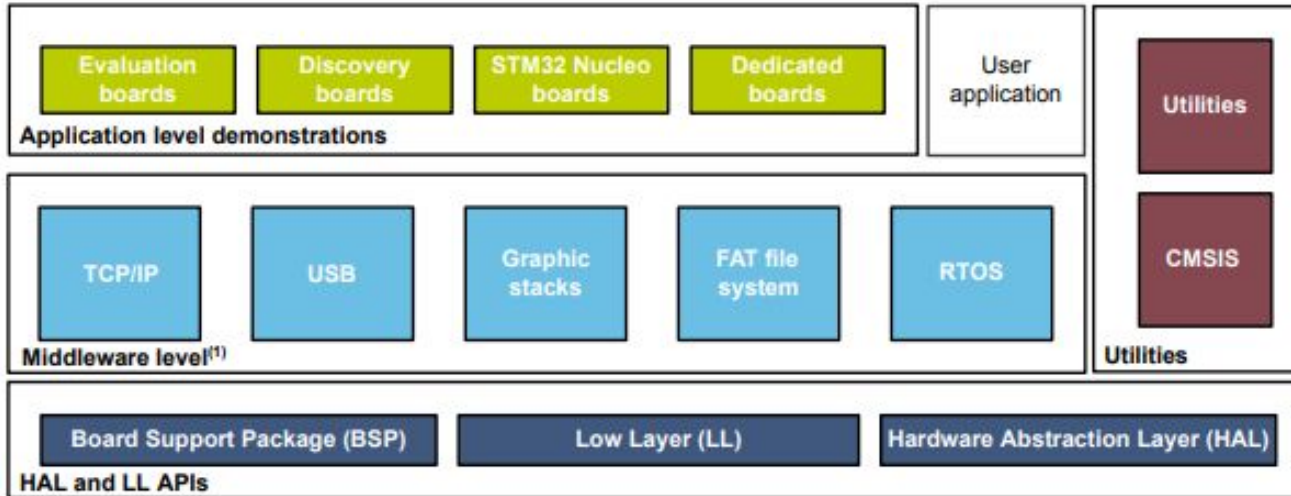 Evaluation
boards
Discovery
boards
STM32 Nucleo
boards
Dedicated
boards
Application level demonstrations
User
application
Utilities
CMSIS
Utilities
TCP/IP
USB
Graphic
stacks
FAT file
system
RTOS
Middleware level(1)
Board Support Package (BSP)
Low Layer (LL)
Hardware Abstraction Layer (HAL)
HAL and LL APIs